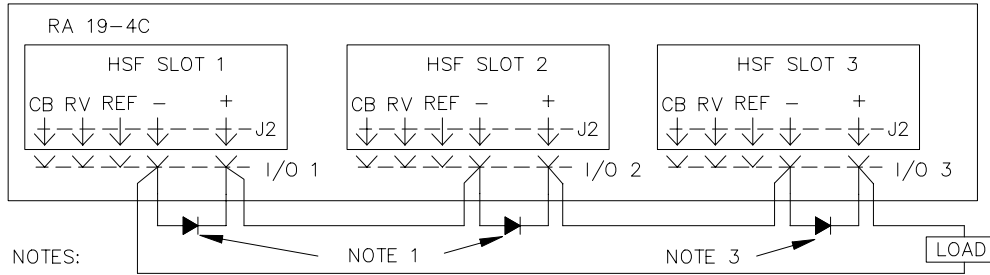 RA 19-4C
HSF SLOT 1 HSF SLOT 2 HSF SLOT 3
CB RV REF - + CB RV REF - + CB RV REF - +
J2 J2 J2
I/O 1 I/O 2 I/O 3
NOTES: NOTE 1 NOTE 3 LOAD